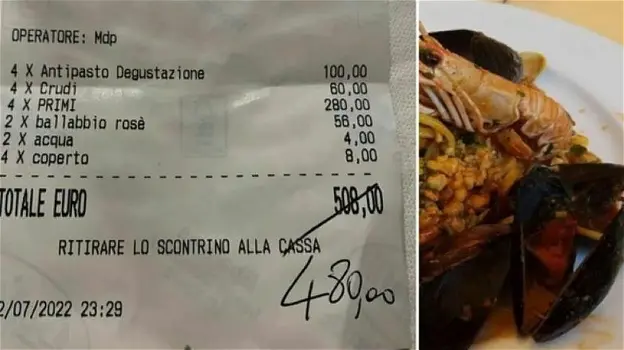 OPERATORE: Mdp
4 X Antipasto Degustazione 100,00
4 X Crudi 60,00
4 X PRIMI 280,00
2 X ballabbio rosè 56,00
2 X acqua 4,00
4 X coperto 8,00
TOTALE EURO 508,00
RITIRARE LO SCONTRINO ALLA CASSA
480,00
2/07/2022 23:29